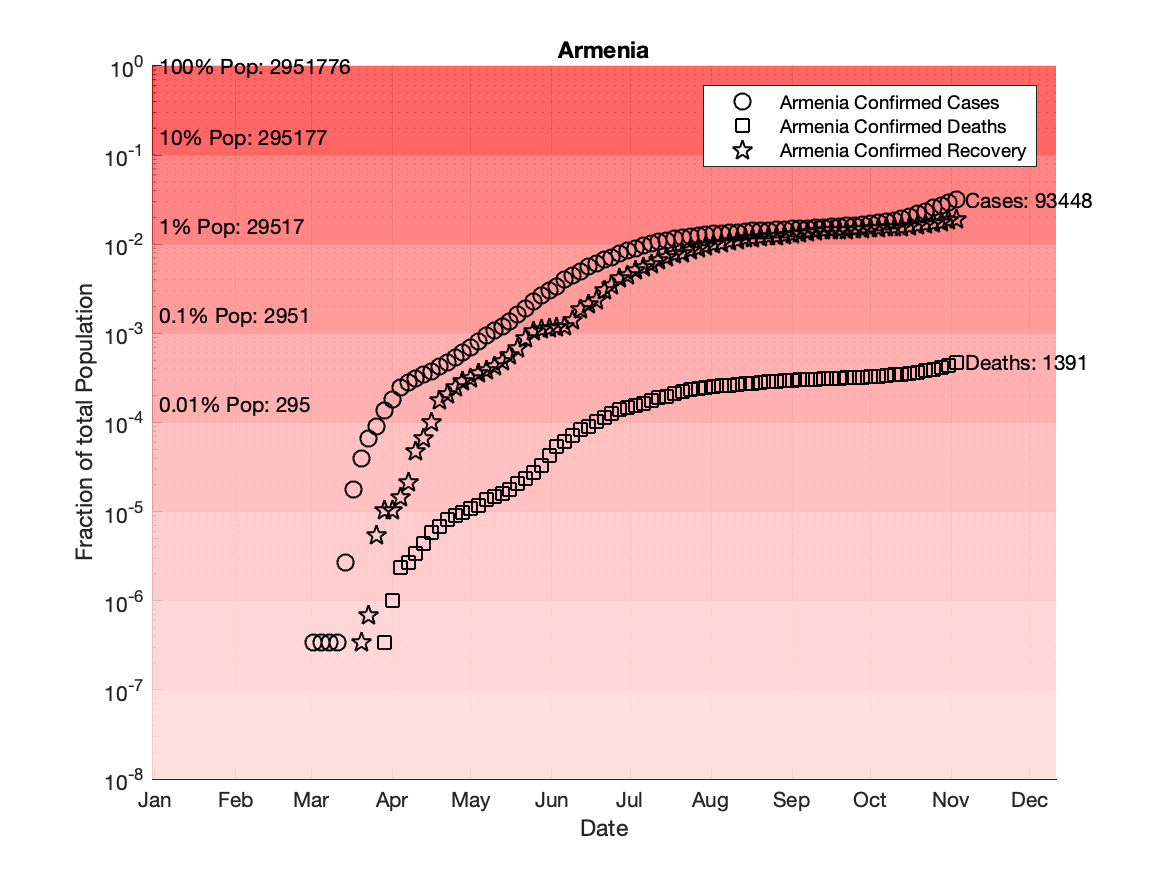 Armenia
10^0
100% Pop: 2951776
Armenia Confirmed Cases
Armenia Confirmed Deaths
Armenia Confirmed Recovery
10% Pop: 295177
10^-1
Cases: 93448
1% Pop: 29517
10^-2
0.1% Pop: 2951
10^-3
Deaths: 1391
0.01% Pop: 295
10^-4
10^-5
10^-6
10^-7
10^-8
Fraction of total Population
Jan Feb Mar Apr May Jun Jul Aug Sep Oct Nov Dec
Date